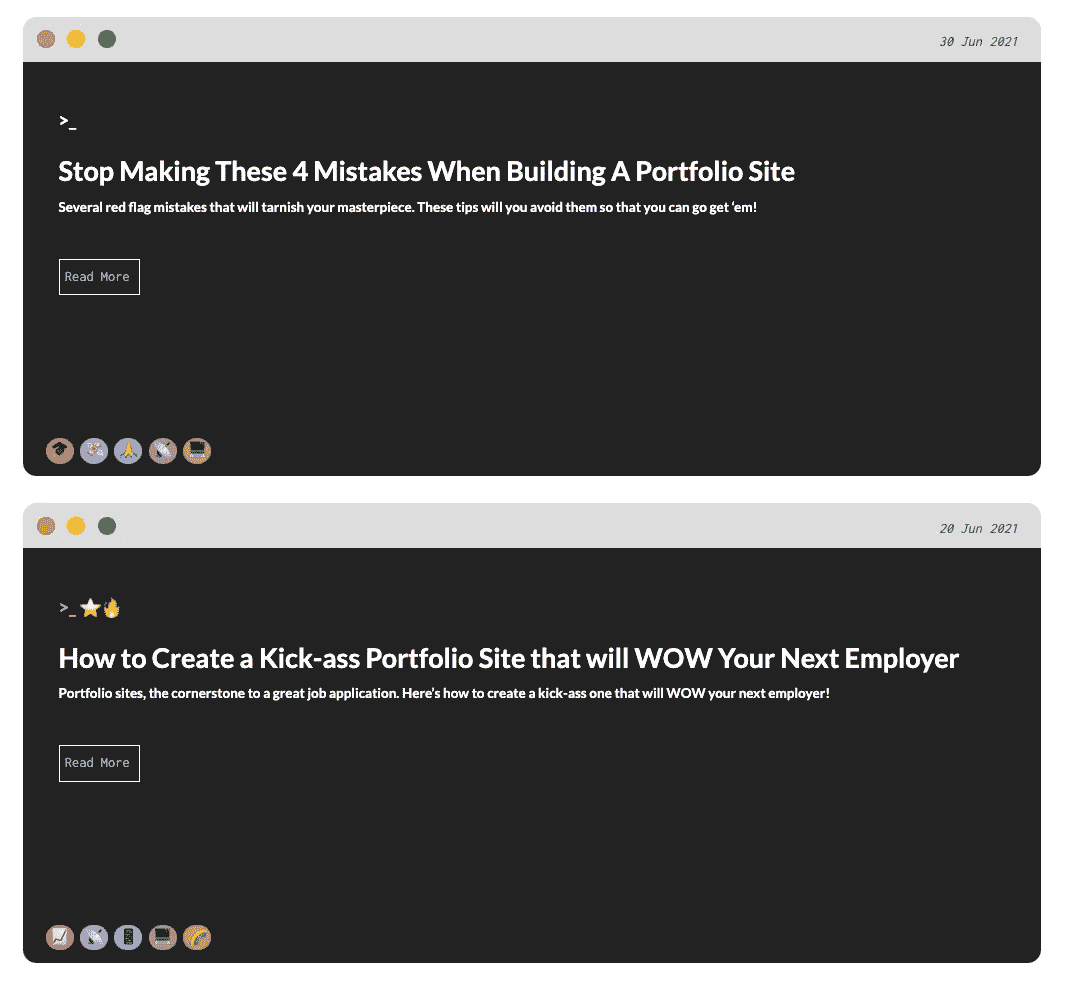 30 Jun 2021
>_
Stop Making These 4 Mistakes When Building A Portfolio Site
Several red flag mistakes that will tarnish your masterpiece. These tips will you avoid them so that you can go get ‘em!
Read More
20 Jun 2021
>_ ⭐🔥
How to Create a Kick-ass Portfolio Site that will WOW Your Next Employer
Portfolio sites, the cornerstone to a great job application. Here’s how to create a kick-ass one that will WOW your next employer!
Read More